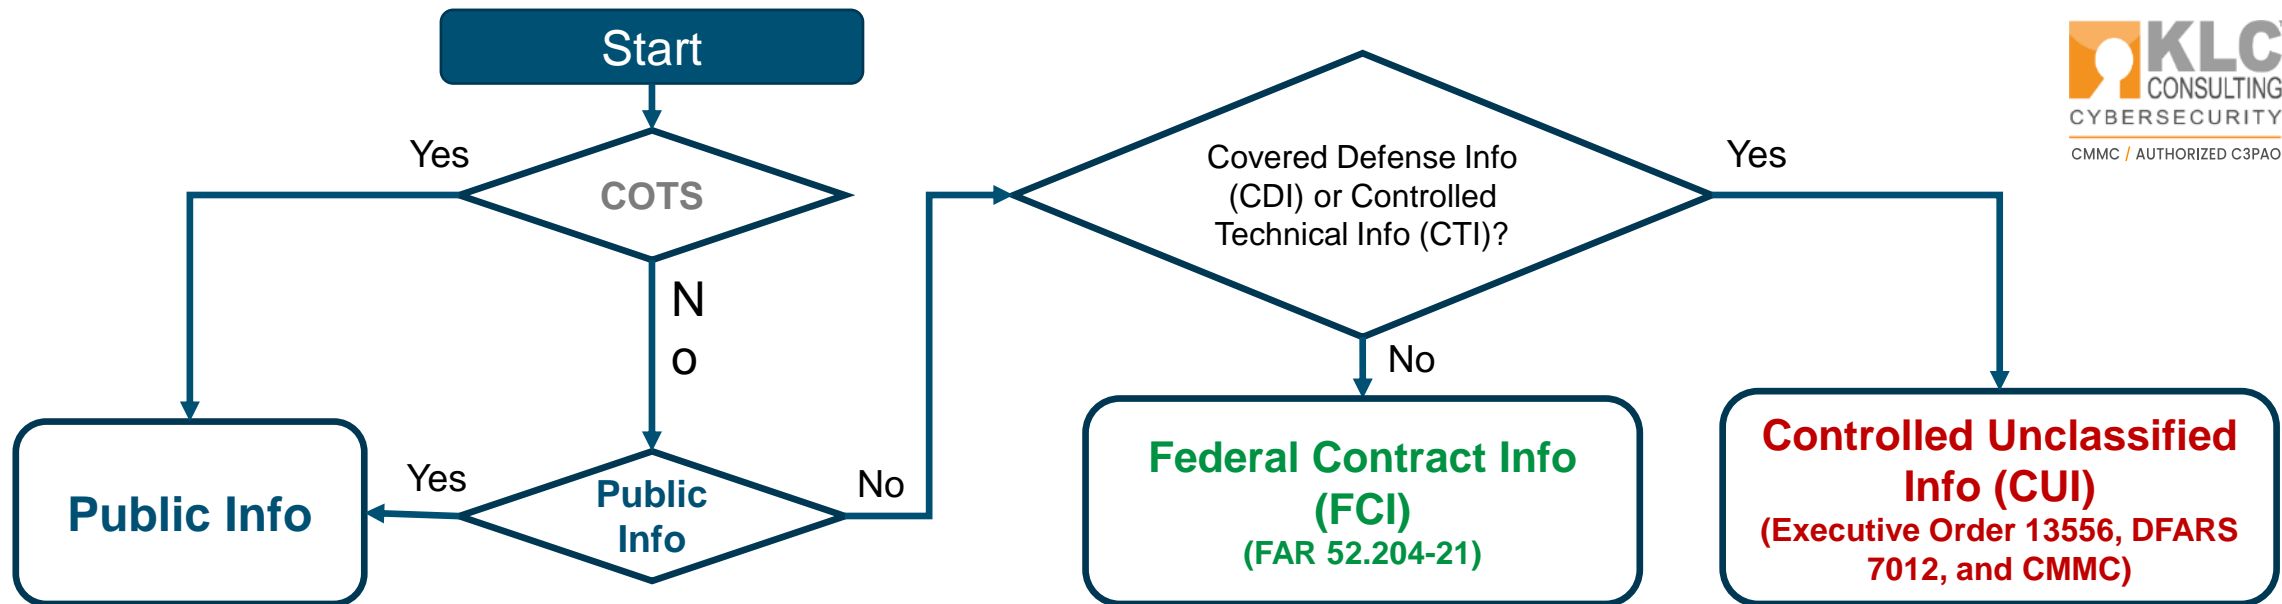 Start
KLC
CONSULTING
CYBERSECURITY
CMMC / AUTHORIZED C3PAO
Yes
COTS
N
o
Covered Defense Info
(CDI) or Controlled
Technical Info (CTI)?
Yes
No
Public Info
Yes
Public
Info
No
Federal Contract Info
(FCI)
(FAR 52.204-21)
Controlled Unclassified
Info (CUI)
(Executive Order 13556, DFARS
7012, and CMMC)